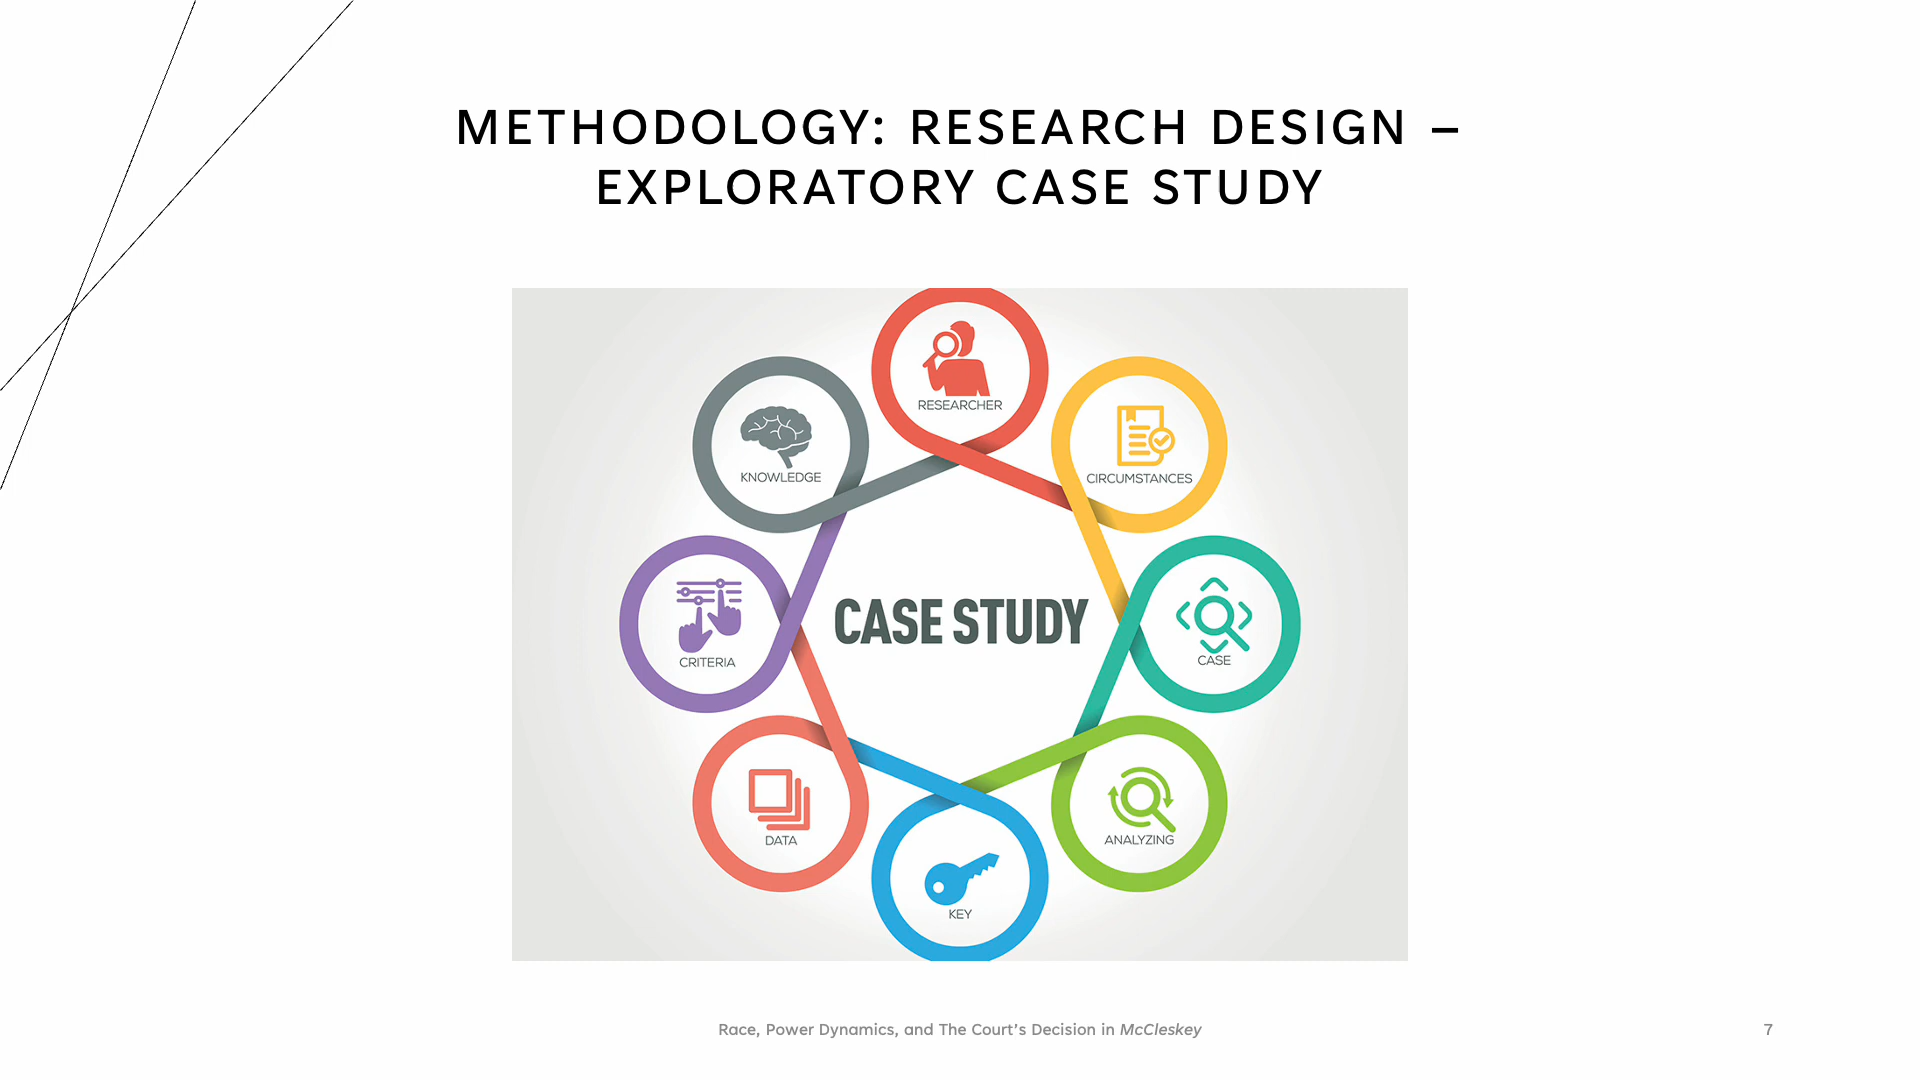 METHODOLOGY: RESEARCH DESIGN –
EXPLORATORY CASE STUDY
RESEARCHER
KNOWLEDGE
CIRCUMSTANCES
CASE STUDY
CRITERIA
CASE
DATA
ANALYZING
KEY
Race, Power Dynamics, and The Court's Decision in McCleskey
7